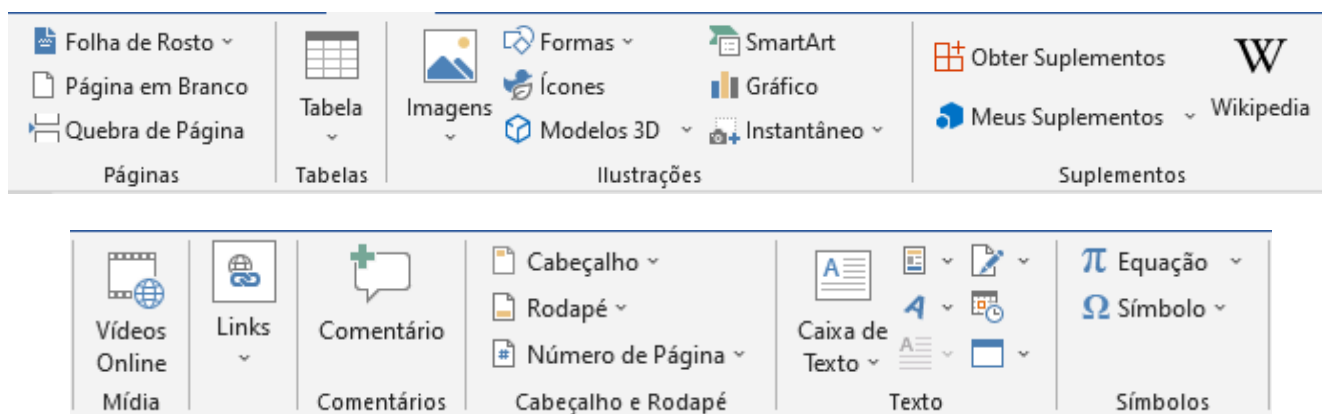 Folha de Rosto
Página em Branco
Quebra de Página
Páginas
Tabela
Tabelas
Imagens
Formas
Ícones
Modelos 3D
SmartArt
Gráfico
Instantâneo
Ilustrações
Obter Suplementos
Meus Suplementos
W
Wikipedia
Suplementos
Vídeos
Online
Mídia
Links
Comentário
Comentários
Cabeçalho
Rodapé
# Número de Página
Cabeçalho e Rodapé
A
Caixa de
Texto
A
A
Texto
π Equação
Ω Símbolo
Símbolos